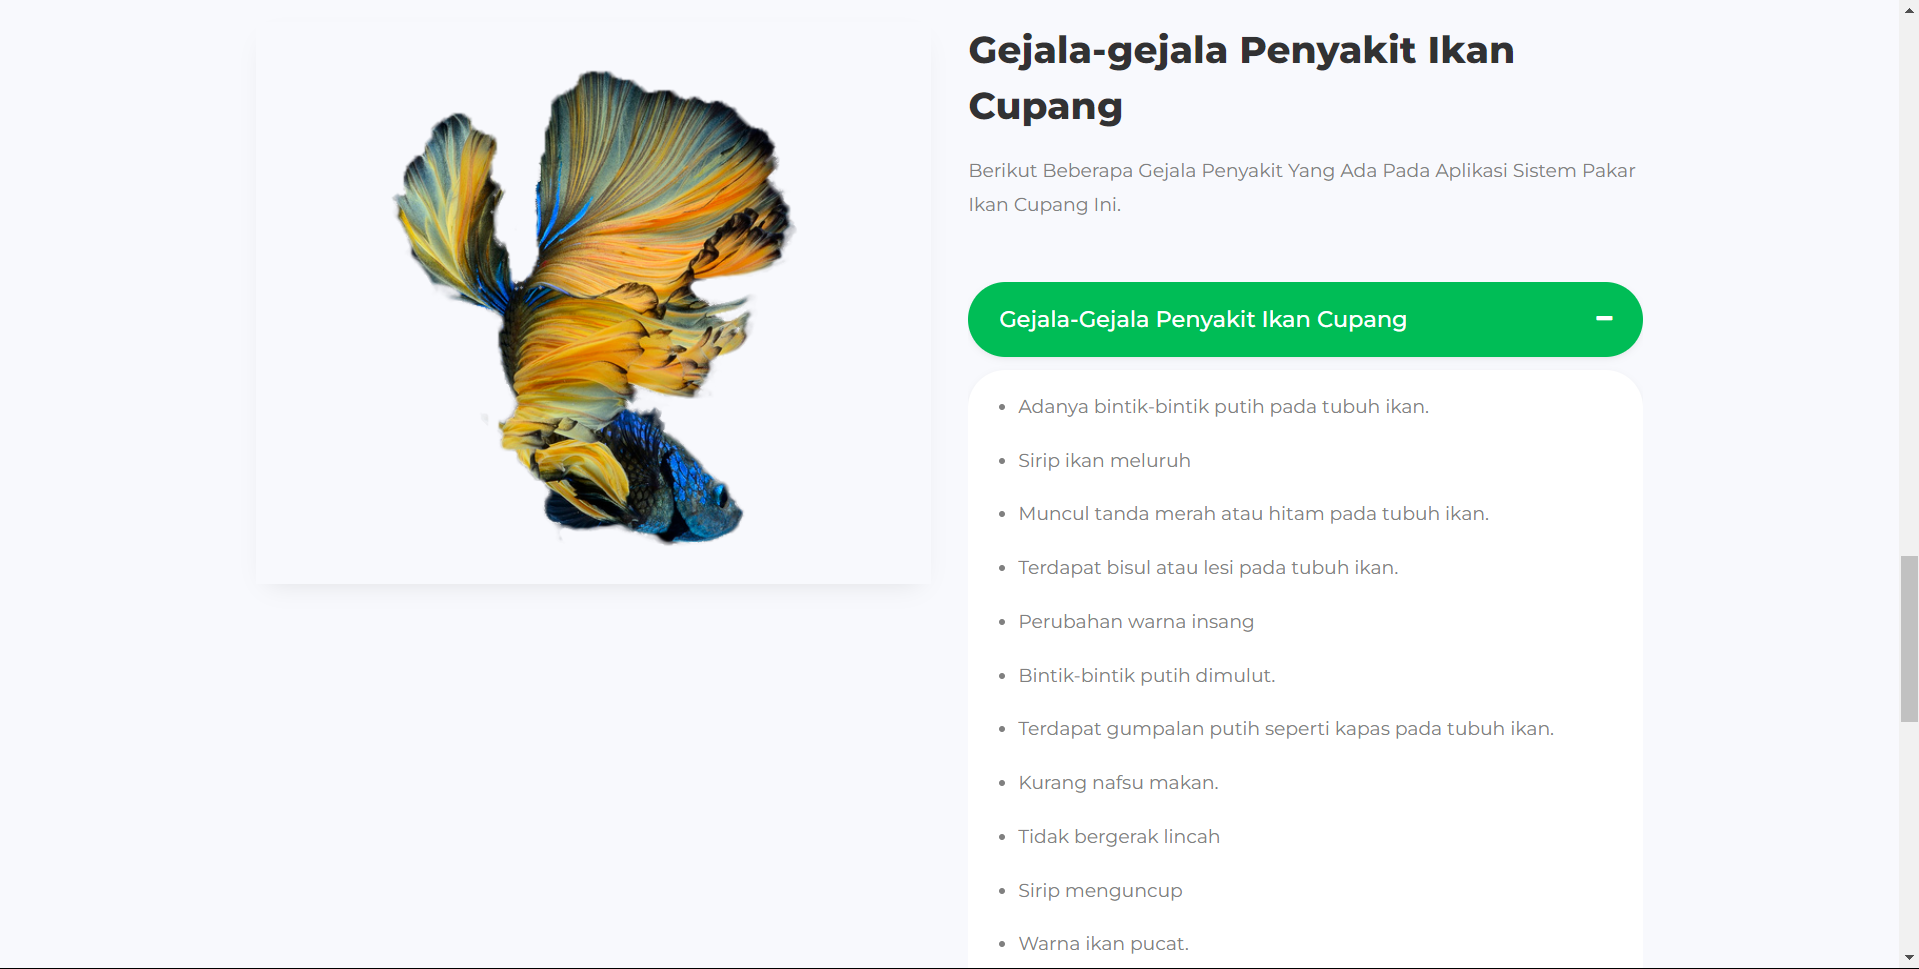 Gejala-gejala Penyakit Ikan
Cupang
Berikut Beberapa Gejala Penyakit Yang Ada Pada Aplikasi Sistem Pakar
Ikan Cupang Ini.
Gejala-Gejala Penyakit Ikan Cupang
Adanya bintik-bintik putih pada tubuh ikan.
Sirip ikan meluruh
Muncul tanda merah atau hitam pada tubuh ikan.
Terdapat bisul atau lesi pada tubuh ikan.
Perubahan warna insang
Bintik-bintik putih dimulut.
Terdapat gumpalan putih seperti kapas pada tubuh ikan.
Kurang nafsu makan.
Tidak bergerak lincah
Sirip menguncup
Warna ikan pucat.